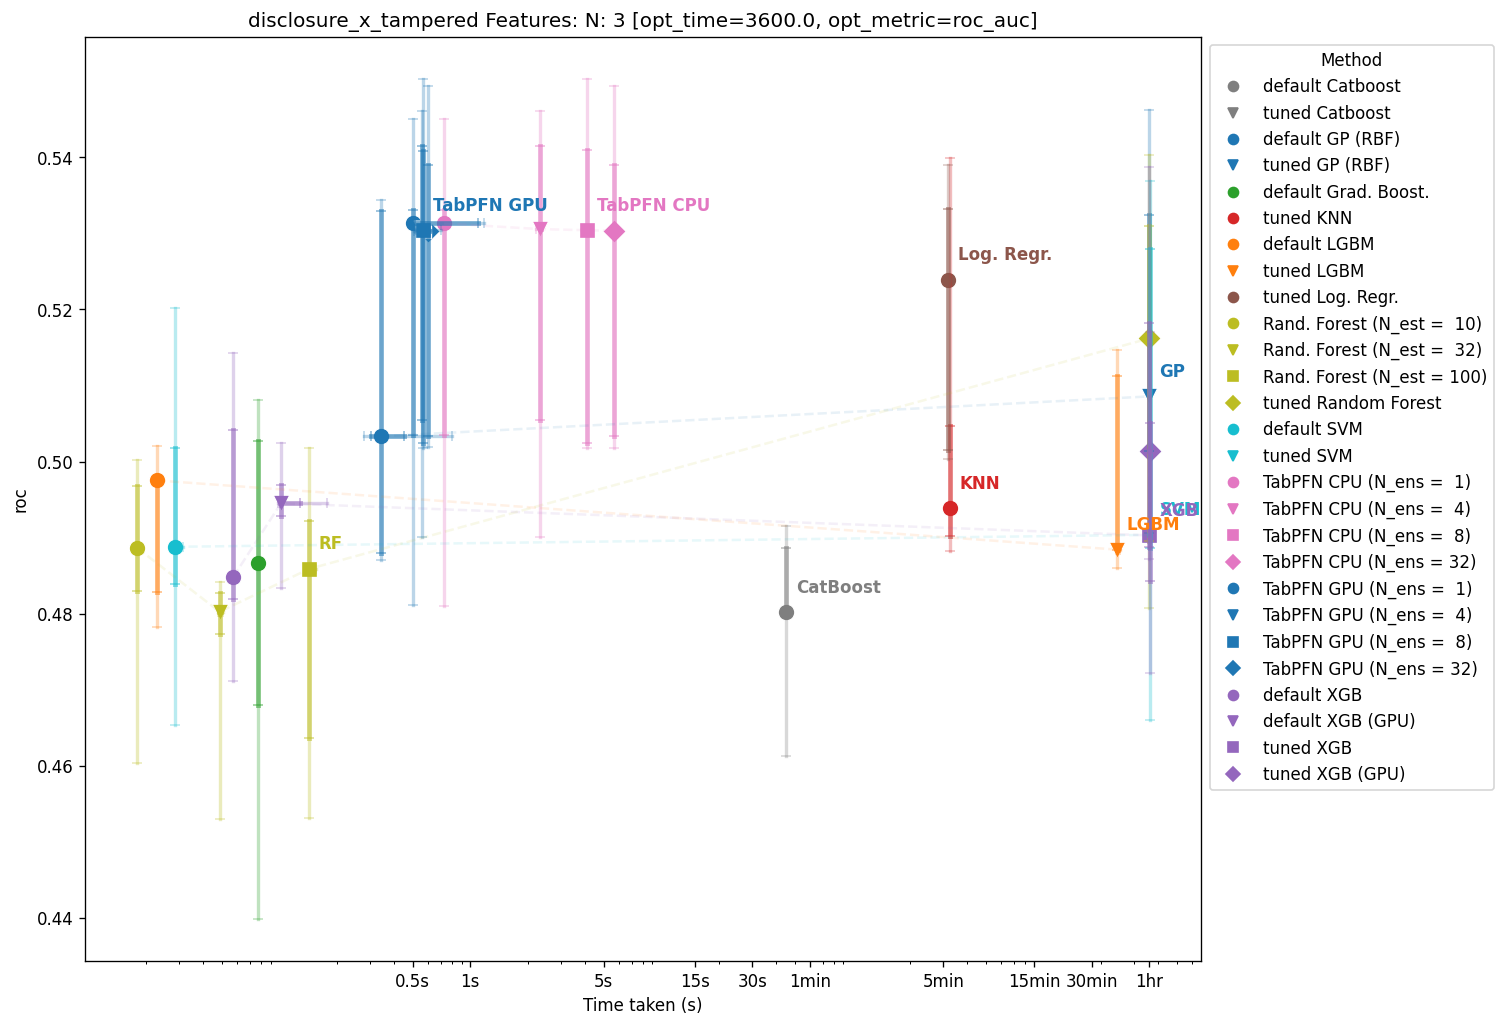 disclosure_x_tampered Features: N: 3 [opt_time=3600.0, opt_metric=roc_auc]
roc
0.54
0.52
0.50
0.48
0.46
0.44
TabPFN GPU
TabPFN CPU
Log. Regr.
GP
KNN
SVM
XGB
LGBM
RF
CatBoost
0.5s
1s
5s
15s
30s
1min
5min
15min
30min
1hr
Time taken (s)
Method
default Catboost
tuned Catboost
default GP (RBF)
tuned GP (RBF)
default Grad. Boost.
tuned KNN
default LGBM
tuned LGBM
tuned Log. Regr.
Rand. Forest (N_est =  10)
Rand. Forest (N_est =  32)
Rand. Forest (N_est = 100)
tuned Random Forest
default SVM
tuned SVM
TabPFN CPU (N_ens =  1)
TabPFN CPU (N_ens =  4)
TabPFN CPU (N_ens =  8)
TabPFN CPU (N_ens = 32)
TabPFN GPU (N_ens =  1)
TabPFN GPU (N_ens =  4)
TabPFN GPU (N_ens =  8)
TabPFN GPU (N_ens = 32)
default XGB
default XGB (GPU)
tuned XGB
tuned XGB (GPU)